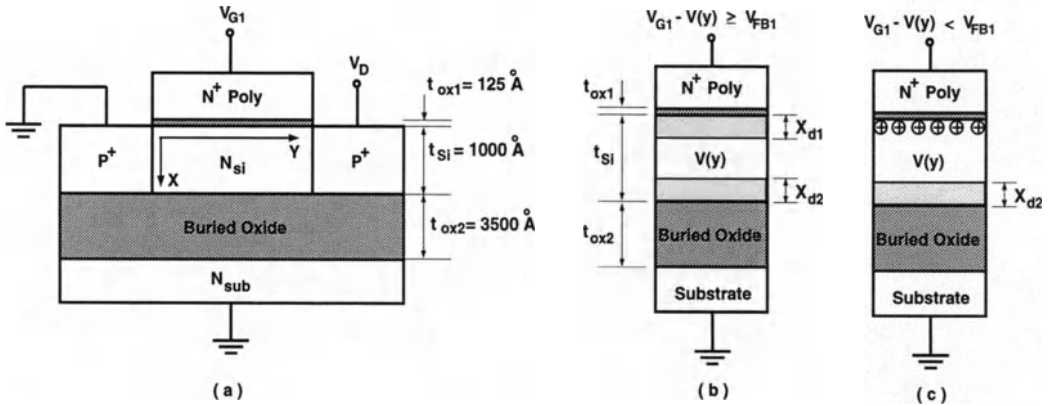 V_G1
V_D
N^+ Poly
t_ox1 = 125 Å
P^+
Y
X
N_si
P^+
t_Si = 1000 Å
Buried Oxide
t_ox2 = 3500 Å
N_sub
( a )
V_G1 - V(y) ≥ V_FB1
N^+ Poly
t_ox1
X_d1
t_Si
V(y)
X_d2
t_ox2
Buried Oxide
Substrate
( b )
V_G1 - V(y) < V_FB1
N^+ Poly
V(y)
X_d2
Buried Oxide
Substrate
( c )